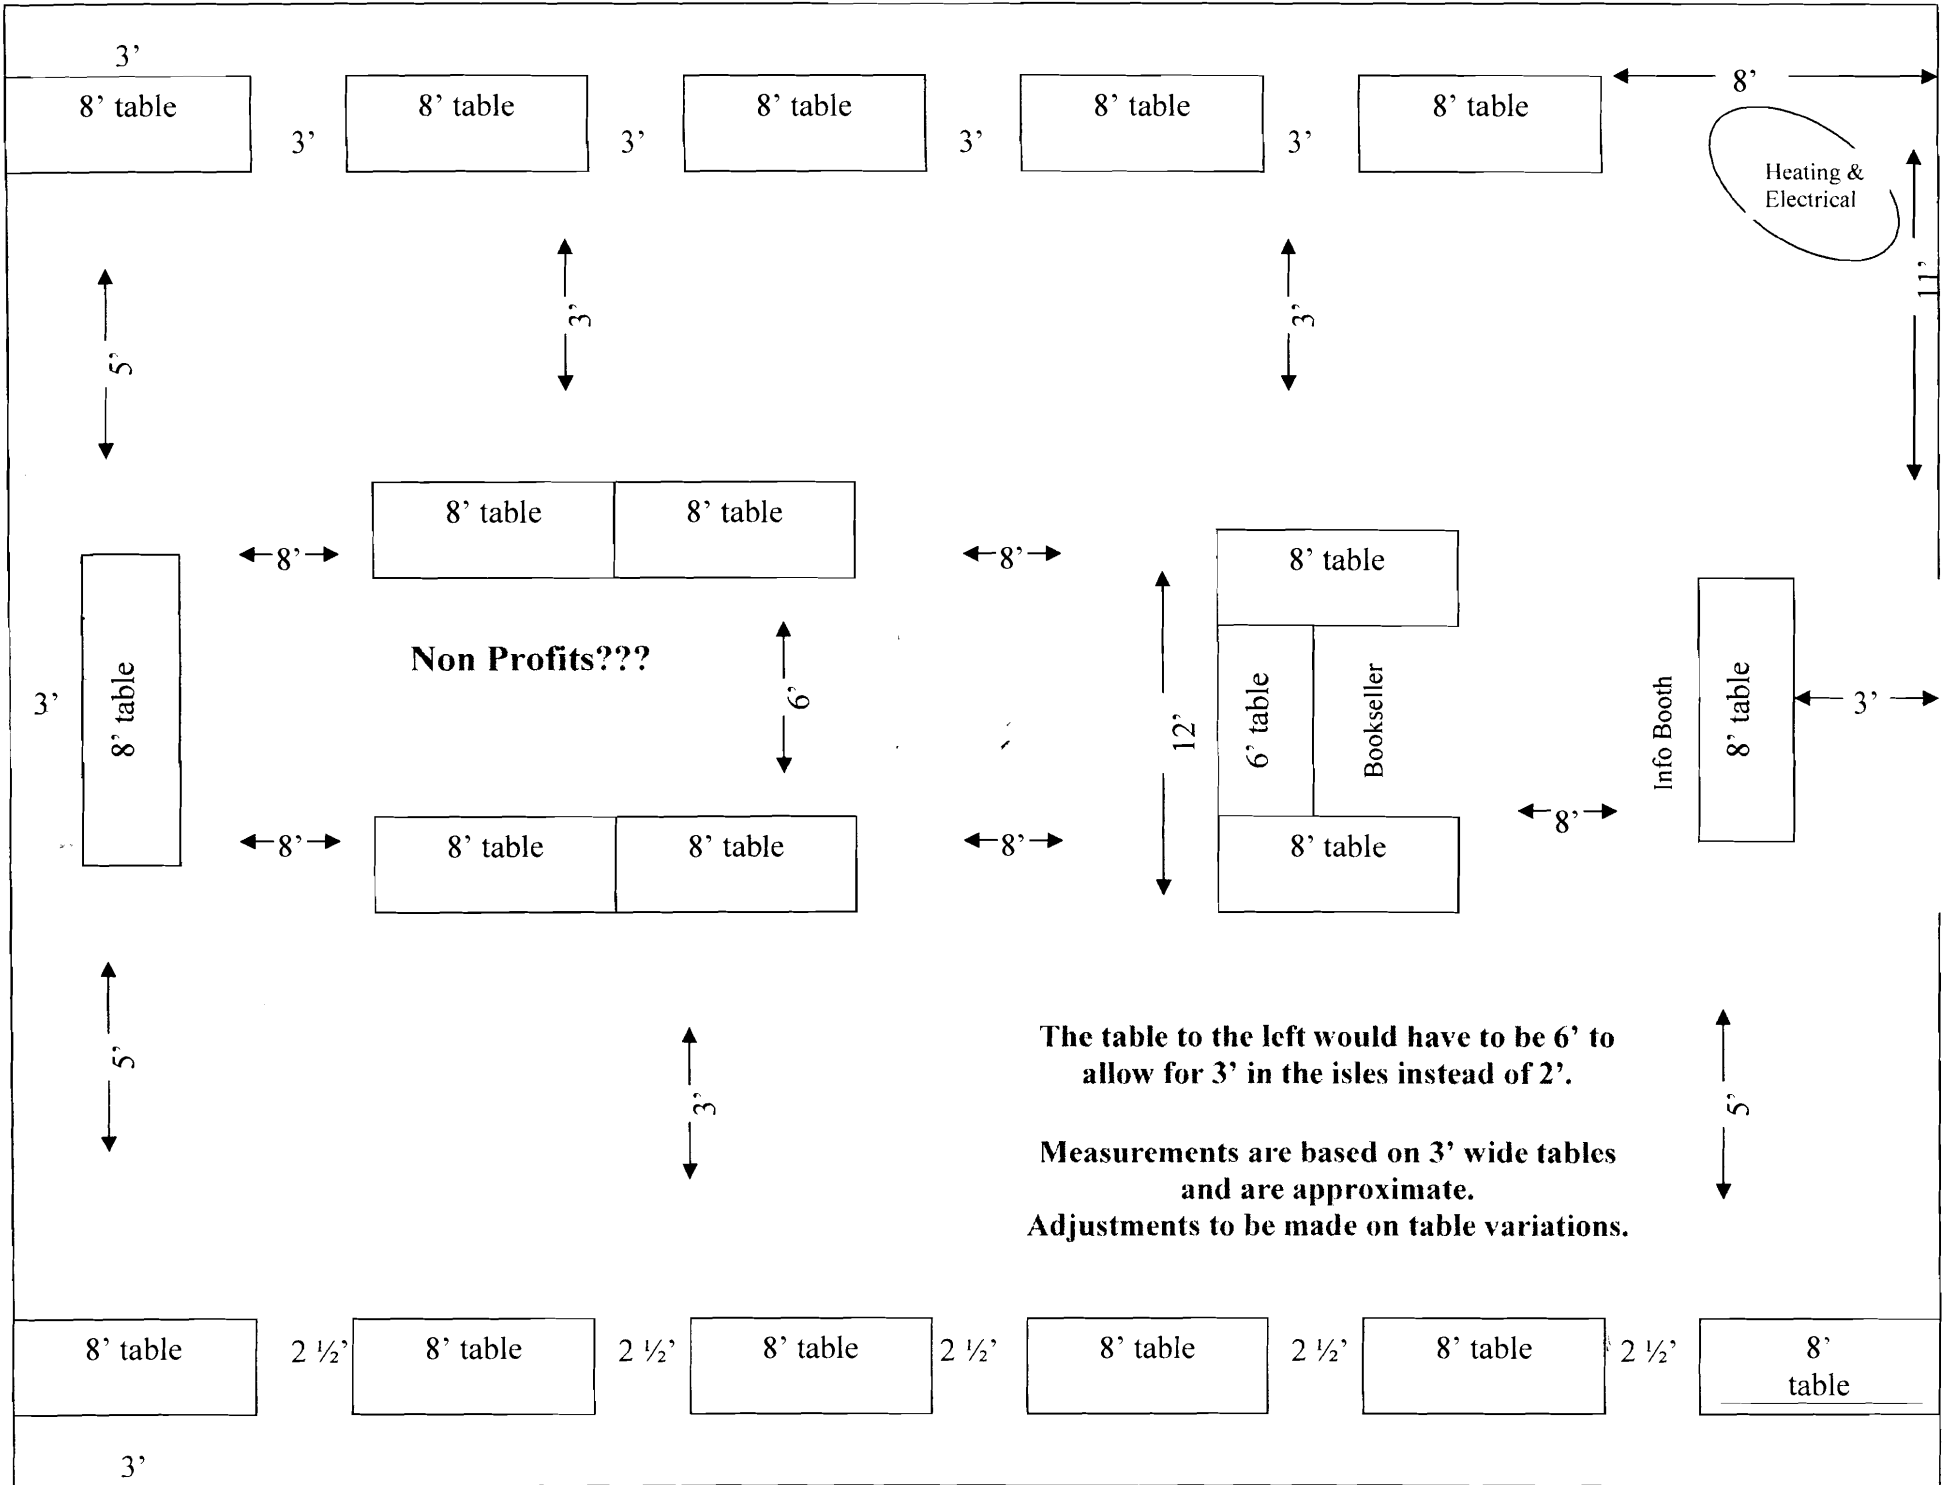 3’
8’ table
8’ table
8’ table
8’ table
8’ table
8’
3’
3’
3’
3’
Heating &
Electrical
11’
3’
3’
5’
8’ table
8’ table
8’
8’
8’ table
Non Profits???
6’
12’
6’ table
Bookseller
Info Booth
8’ table
3’
3’
8’ table
8’
8’ table
8’ table
8’
8’ table
8’
5’
3’
5’
The table to the left would have to be 6’ to
allow for 3’ in the isles instead of 2’.
Measurements are based on 3’ wide tables
and are approximate.
Adjustments to be made on table variations.
8’ table
2 ½’
8’ table
2 ½’
8’ table
2 ½’
8’ table
2 ½’
8’ table
2 ½’
8’
table
3’